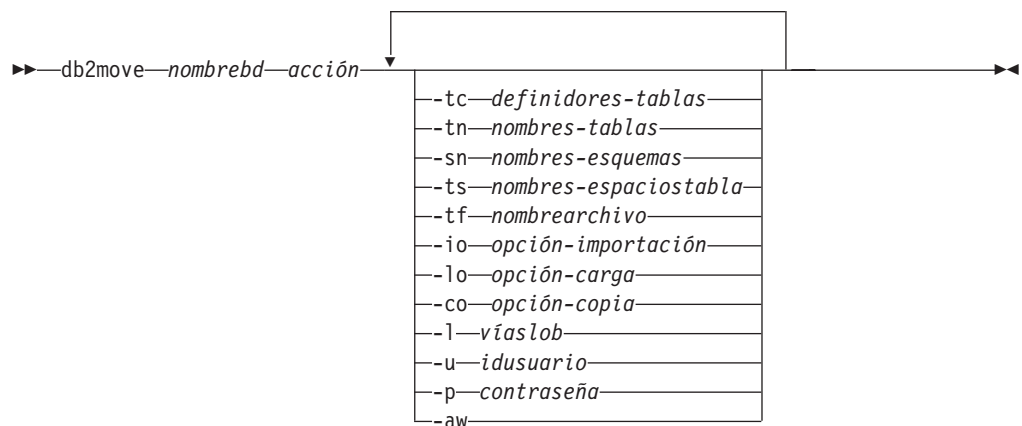 db2move nombrebd acción
-tc definidores-tablas
-tn nombres-tablas
-sn nombres-esquemas
-ts nombres-espaciostabla
-tf nombrearchivo
-io opción-importación
-lo opción-carga
-co opción-copia
-l víaslob
-u idusuario
-p contraseña
-aw